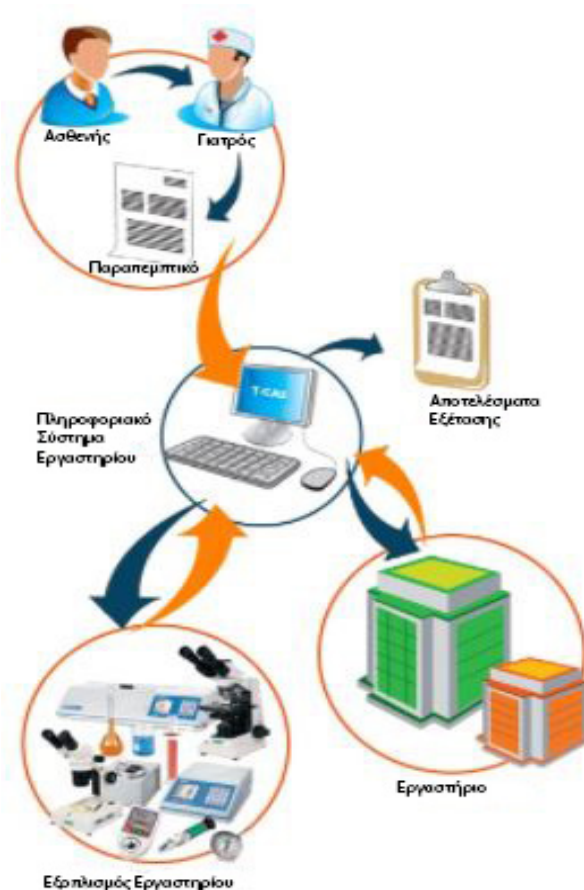 Ασθενής
Γιατρός
Παραπεμπτικό
Αποτελέσματα
Εξέτασης
Πληροφοριακό
Σύστημα
Εργαστηρίου
Εργαστήριο
Εξοπλισμός Εργαστηρίου